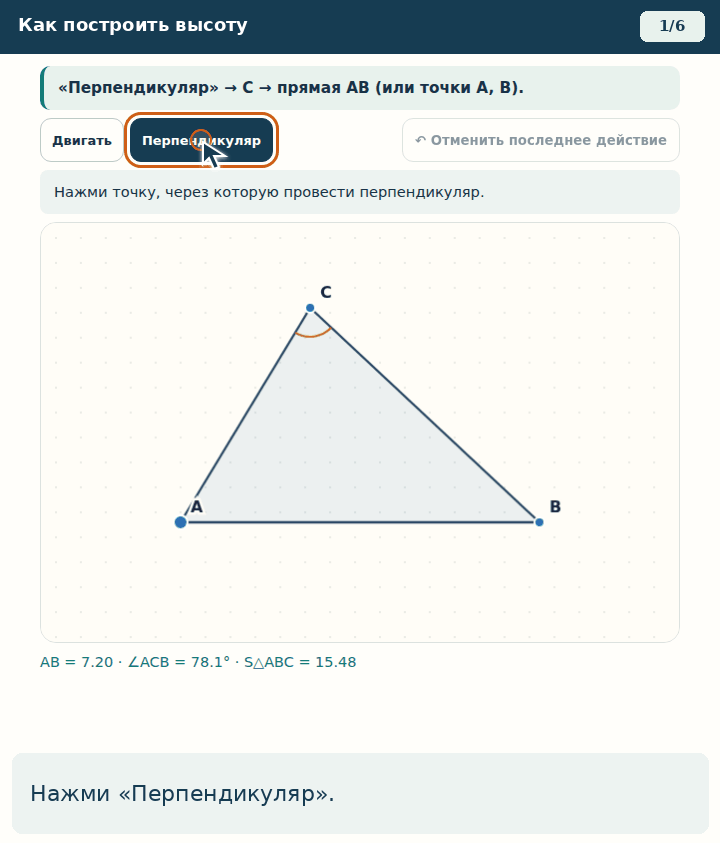 Как построить высоту
1/6
«Перпендикуляр» → C → прямая AB (или точки A, B).
Двигать
Перпендикуляр
↶ Отменить последнее действие
Нажми точку, через которую провести перпендикуляр.
C
A
B
AB = 7.20 · ∠ACB = 78.1° · S△ABC = 15.48
Нажми «Перпендикуляр».